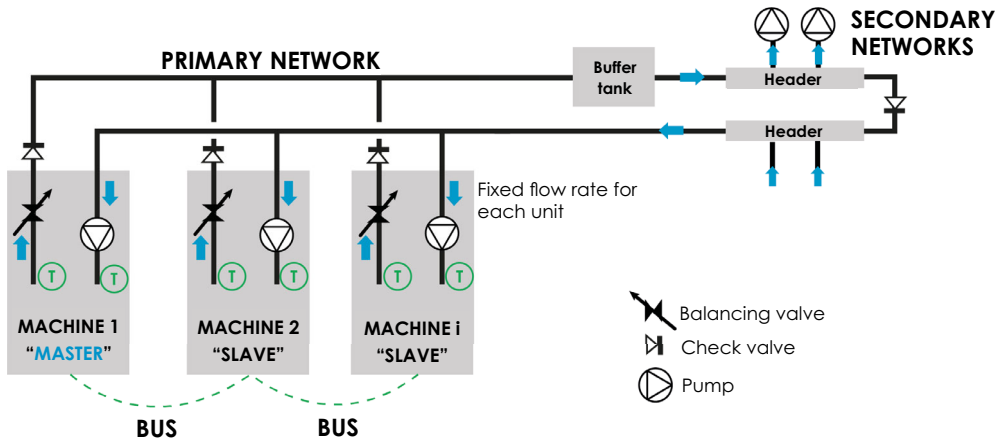 SECONDARY
NETWORKS
PRIMARY NETWORK
Buffer
tank
Header
Header
Fixed flow rate for
each unit
T
T
T
T
T
T
MACHINE 1
“MASTER”
MACHINE 2
“SLAVE”
MACHINE i
“SLAVE”
Balancing valve
Check valve
Pump
BUS
BUS